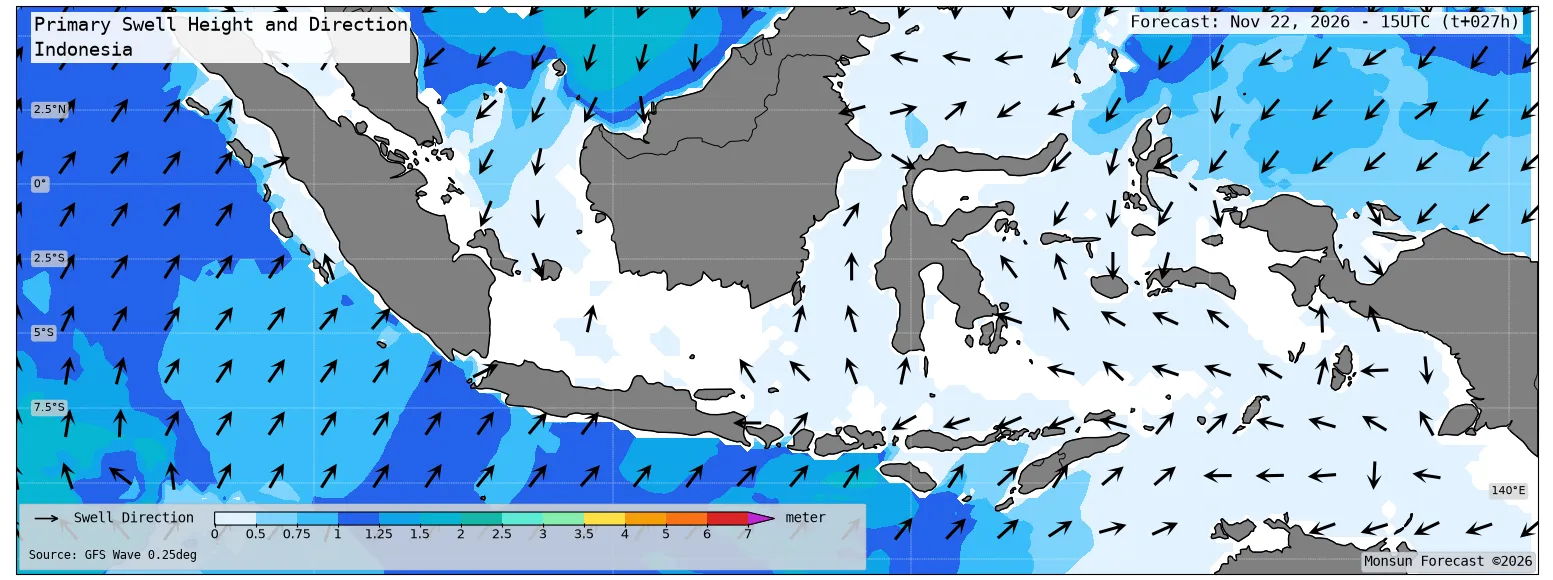 Primary Swell Height and Direction
Indonesia
Forecast: Nov 22, 2026 - 15UTC (t+027h)
2.5°N
0°
2.5°S
5°S
7.5°S
140°E
Swell Direction
0 0.5 0.75 1 1.25 1.5 2 2.5 3 3.5 4 5 6 7 meter
Source: GFS Wave 0.25deg
Monsun Forecast ©2026